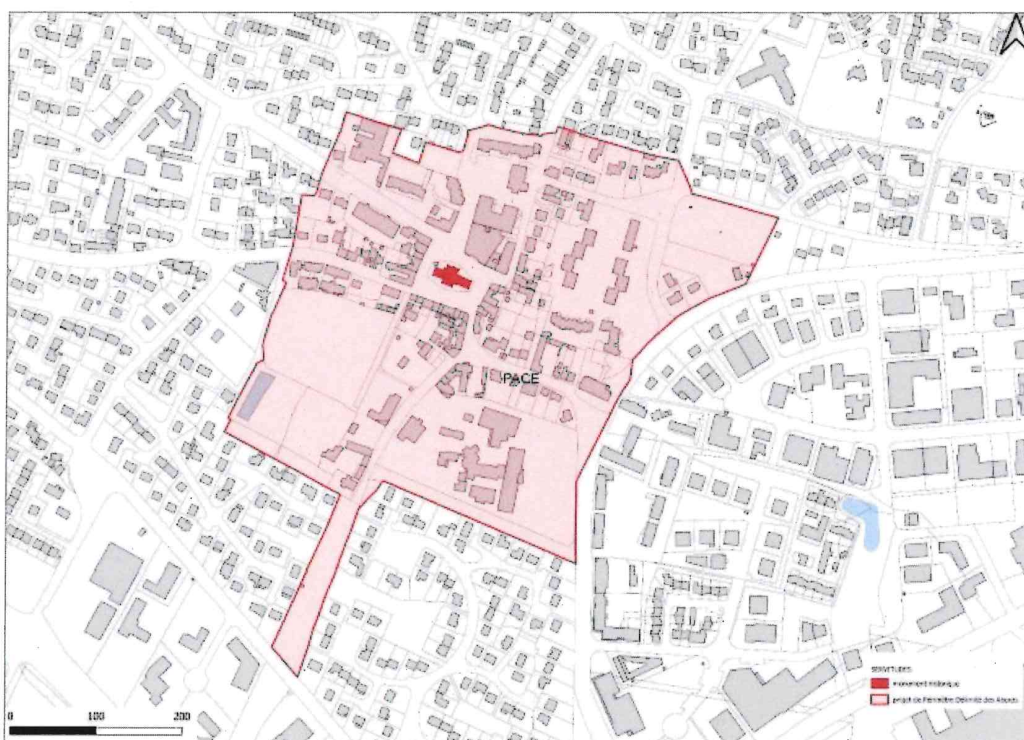 PACE
SERVITUDES
monument historique
projet de Périmètre Délimité des Abords
0 100 200